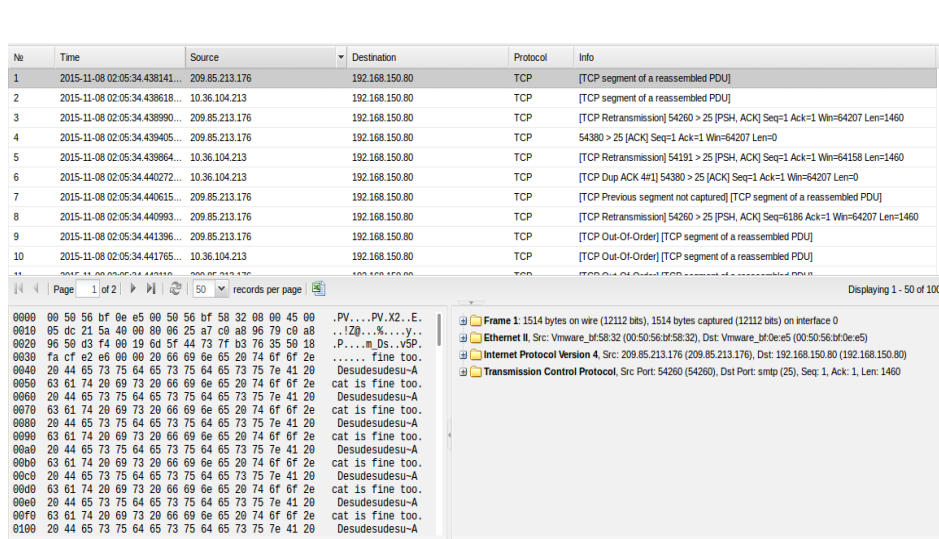 № Time Source Destination Protocol Info
1 2015-11-08 02:05:34.438141... 209.85.213.176 192.168.150.80 TCP [TCP segment of a reassembled PDU]
2 2015-11-08 02:05:34.438618... 10.36.104.213 192.168.150.80 TCP [TCP segment of a reassembled PDU]
3 2015-11-08 02:05:34.438990... 209.85.213.176 192.168.150.80 TCP [TCP Retransmission] 54260 > 25 [PSH, ACK] Seq=1 Ack=1 Win=64207 Len=1460
4 2015-11-08 02:05:34.439405... 209.85.213.176 192.168.150.80 TCP 54380 > 25 [ACK] Seq=1 Ack=1 Win=64207 Len=0
5 2015-11-08 02:05:34.439864... 10.36.104.213 192.168.150.80 TCP [TCP Retransmission] 54191 > 25 [PSH, ACK] Seq=1 Ack=1 Win=64158 Len=1460
6 2015-11-08 02:05:34.440272... 10.36.104.213 192.168.150.80 TCP [TCP Dup ACK 4#1] 54380 > 25 [ACK] Seq=1 Ack=1 Win=64207 Len=0
7 2015-11-08 02:05:34.440615... 209.85.213.176 192.168.150.80 TCP [TCP Previous segment not captured] [TCP segment of a reassembled PDU]
8 2015-11-08 02:05:34.440993... 209.85.213.176 192.168.150.80 TCP [TCP Retransmission] 54260 > 25 [PSH, ACK] Seq=6186 Ack=1 Win=64207 Len=1460
9 2015-11-08 02:05:34.441396... 209.85.213.176 192.168.150.80 TCP [TCP Out-Of-Order] [TCP segment of a reassembled PDU]
10 2015-11-08 02:05:34.441765... 10.36.104.213 192.168.150.80 TCP [TCP Out-Of-Order] [TCP segment of a reassembled PDU]
Page 1 of 2 50 records per page Displaying 1 - 50 of 100
0000 00 50 56 bf 0e e5 00 50 56 bf 58 32 08 00 45 00 .PV....PV.X2..E.
0010 05 dc 21 5a 40 00 80 06 25 a7 c0 a8 96 79 c0 a8 ..!Z@...%....y..
0020 96 50 d3 f4 00 19 6d 5f 44 73 7f b3 76 35 50 18 .P....m_Ds..v5P.
0030 fa cf e2 e6 00 00 20 66 69 6e 65 20 74 6f 6f 2e ...... fine too.
0040 20 44 65 73 75 64 65 73 75 64 65 73 75 7e 41 20 Desudesudesu~A
0050 63 61 74 20 69 73 20 66 69 6e 65 20 74 6f 6f 2e cat is fine too.
0060 20 44 65 73 75 64 65 73 75 64 65 73 75 7e 41 20 Desudesudesu~A
0070 63 61 74 20 69 73 20 66 69 6e 65 20 74 6f 6f 2e cat is fine too.
0080 20 44 65 73 75 64 65 73 75 64 65 73 75 7e 41 20 Desudesudesu~A
0090 63 61 74 20 69 73 20 66 69 6e 65 20 74 6f 6f 2e cat is fine too.
00a0 20 44 65 73 75 64 65 73 75 64 65 73 75 7e 41 20 Desudesudesu~A
00b0 63 61 74 20 69 73 20 66 69 6e 65 20 74 6f 6f 2e cat is fine too.
00c0 20 44 65 73 75 64 65 73 75 64 65 73 75 7e 41 20 Desudesudesu~A
00d0 63 61 74 20 69 73 20 66 69 6e 65 20 74 6f 6f 2e cat is fine too.
00e0 20 44 65 73 75 64 65 73 75 64 65 73 75 7e 41 20 Desudesudesu~A
00f0 63 61 74 20 69 73 20 66 69 6e 65 20 74 6f 6f 2e cat is fine too.
0100 20 44 65 73 75 64 65 73 75 64 65 73 75 7e 41 20 Desudesudesu~A
Frame 1: 1514 bytes on wire (12112 bits), 1514 bytes captured (12112 bits) on interface 0
Ethernet II, Src: Vmware_bf:58:32 (00:50:56:bf:58:32), Dst: Vmware_bf:0e:e5 (00:50:56:bf:0e:e5)
Internet Protocol Version 4, Src: 209.85.213.176 (209.85.213.176), Dst: 192.168.150.80 (192.168.150.80)
Transmission Control Protocol, Src Port: 54260 (54260), Dst Port: smtp (25), Seq: 1, Ack: 1, Len: 1460